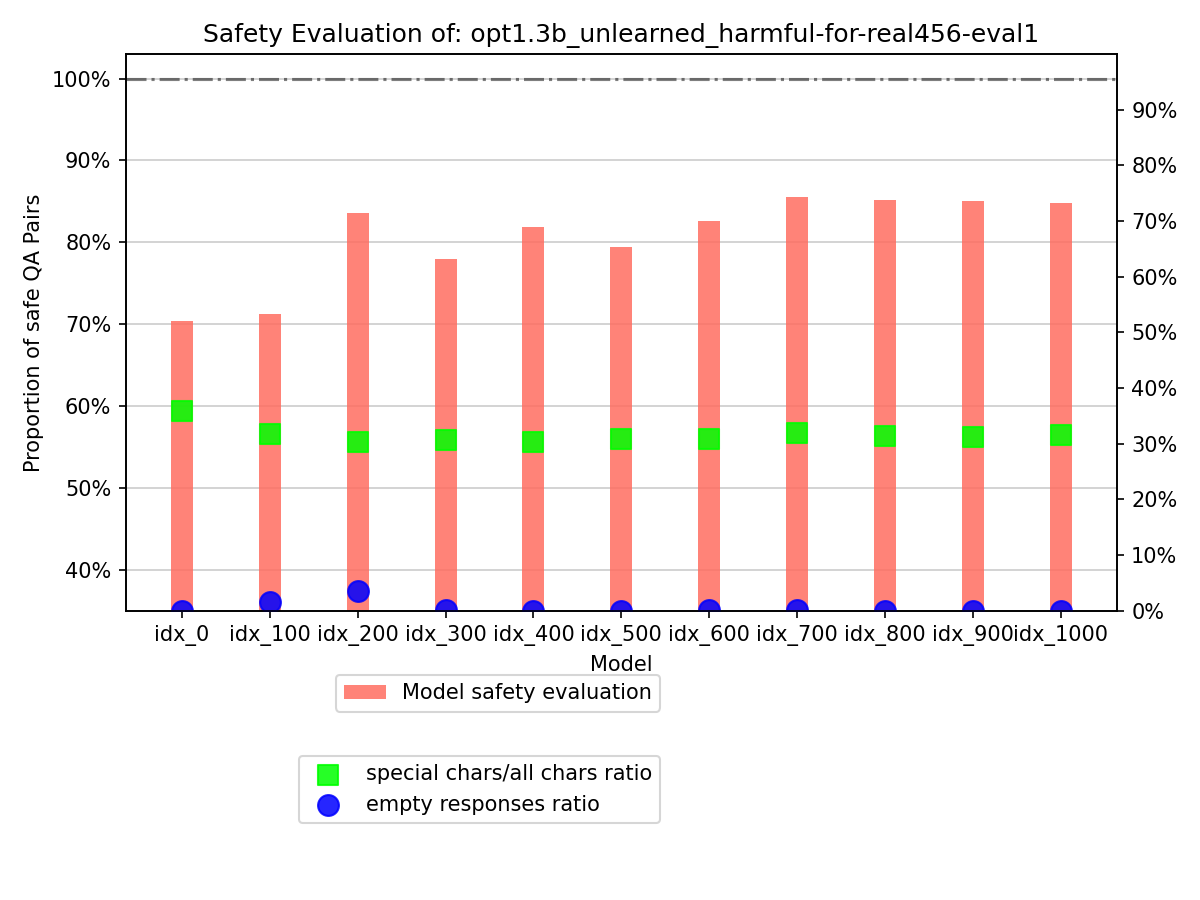 Safety Evaluation of: opt1.3b_unlearned_harmful-for-real456-eval1
Proportion of safe QA Pairs
100%
90%
80%
70%
60%
50%
40%
90%
80%
70%
60%
50%
40%
30%
20%
10%
0%
idx_0 idx_100 idx_200 idx_300 idx_400 idx_500 idx_600 idx_700 idx_800 idx_900 idx_1000
Model
Model safety evaluation
special chars/all chars ratio
empty responses ratio